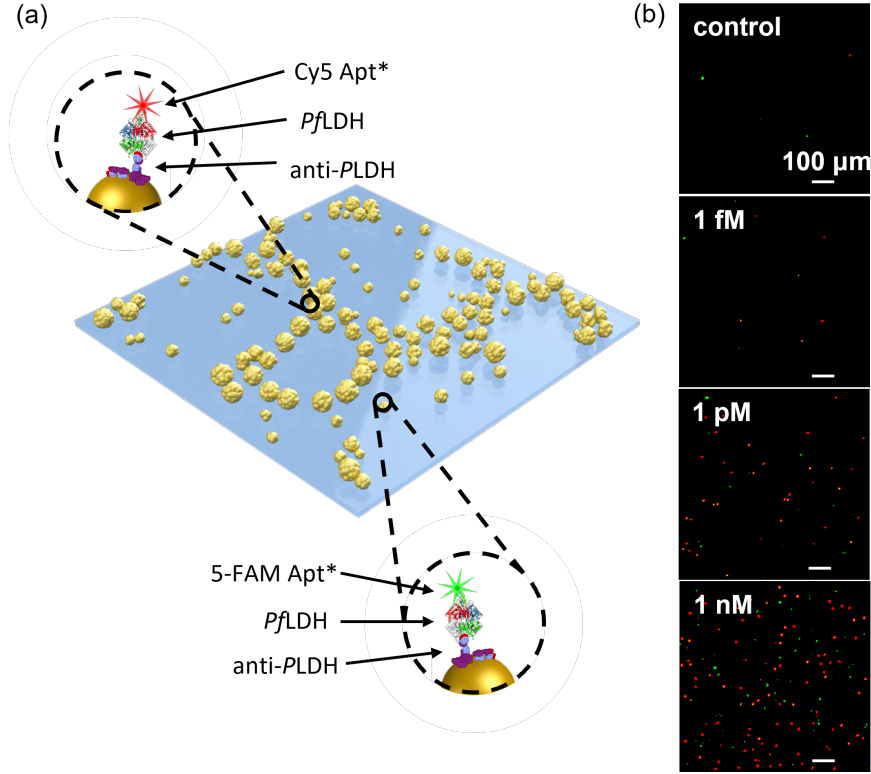 (a)
Cy5 Apt*
PfLDH
anti-PLDH
5-FAM Apt*
PfLDH
anti-PLDH
(b)
control
100 µm
1 fM
1 pM
1 nM